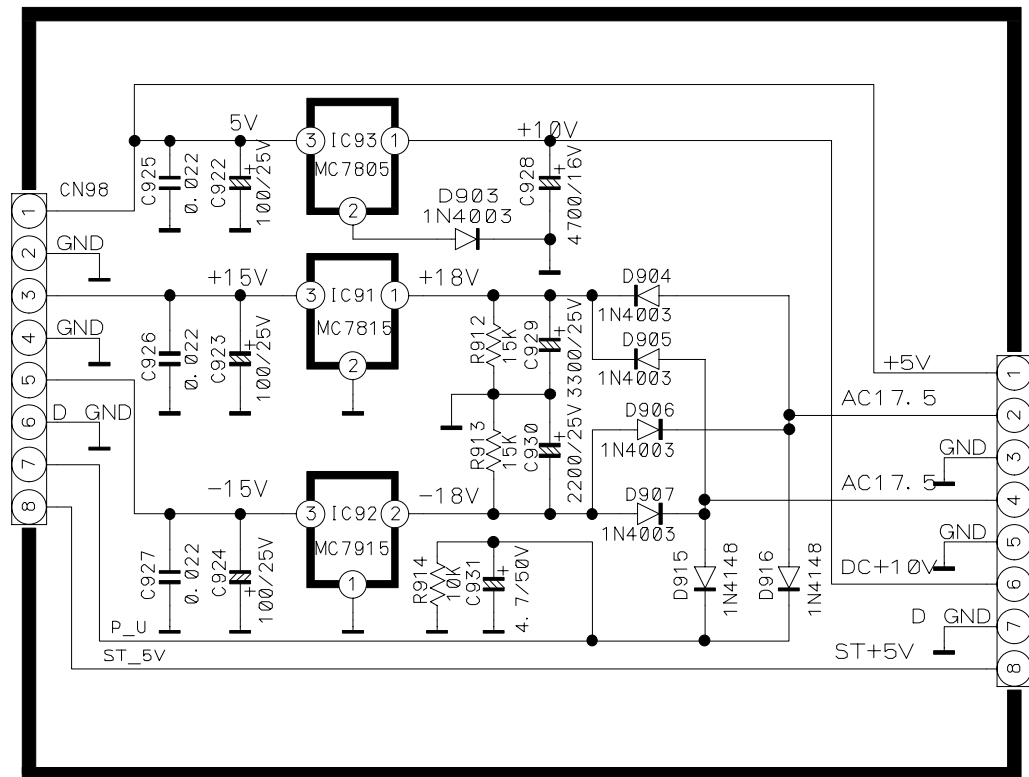 CN98
1
2
3
4
5
6
7
8
GND
GND
D GND
P_U
ST_5V
5V
3 IC93 1
MC7805
2
+10V
C925
0.022
C922
100/25V
+
C928
4700/16V
+
D903
1N4003
+15V
3 IC91 1
MC7815
2
+18V
C926
0.022
C923
100/25V
+
R912
15K
C929
3300/25V
+
D904
1N4003
D905
1N4003
D906
1N4003
D907
1N4003
R913
15K
C930
2200/25V
+
-15V
3 IC92 2
MC7915
1
-18V
C927
0.022
C924
100/25V
+
R914
10K
C931
4.7/50V
+
D915
1N4148
D916
1N4148
+5V
AC17.5
GND
AC17.5
GND
DC+10V
D GND
ST+5V
1
2
3
4
5
6
7
8